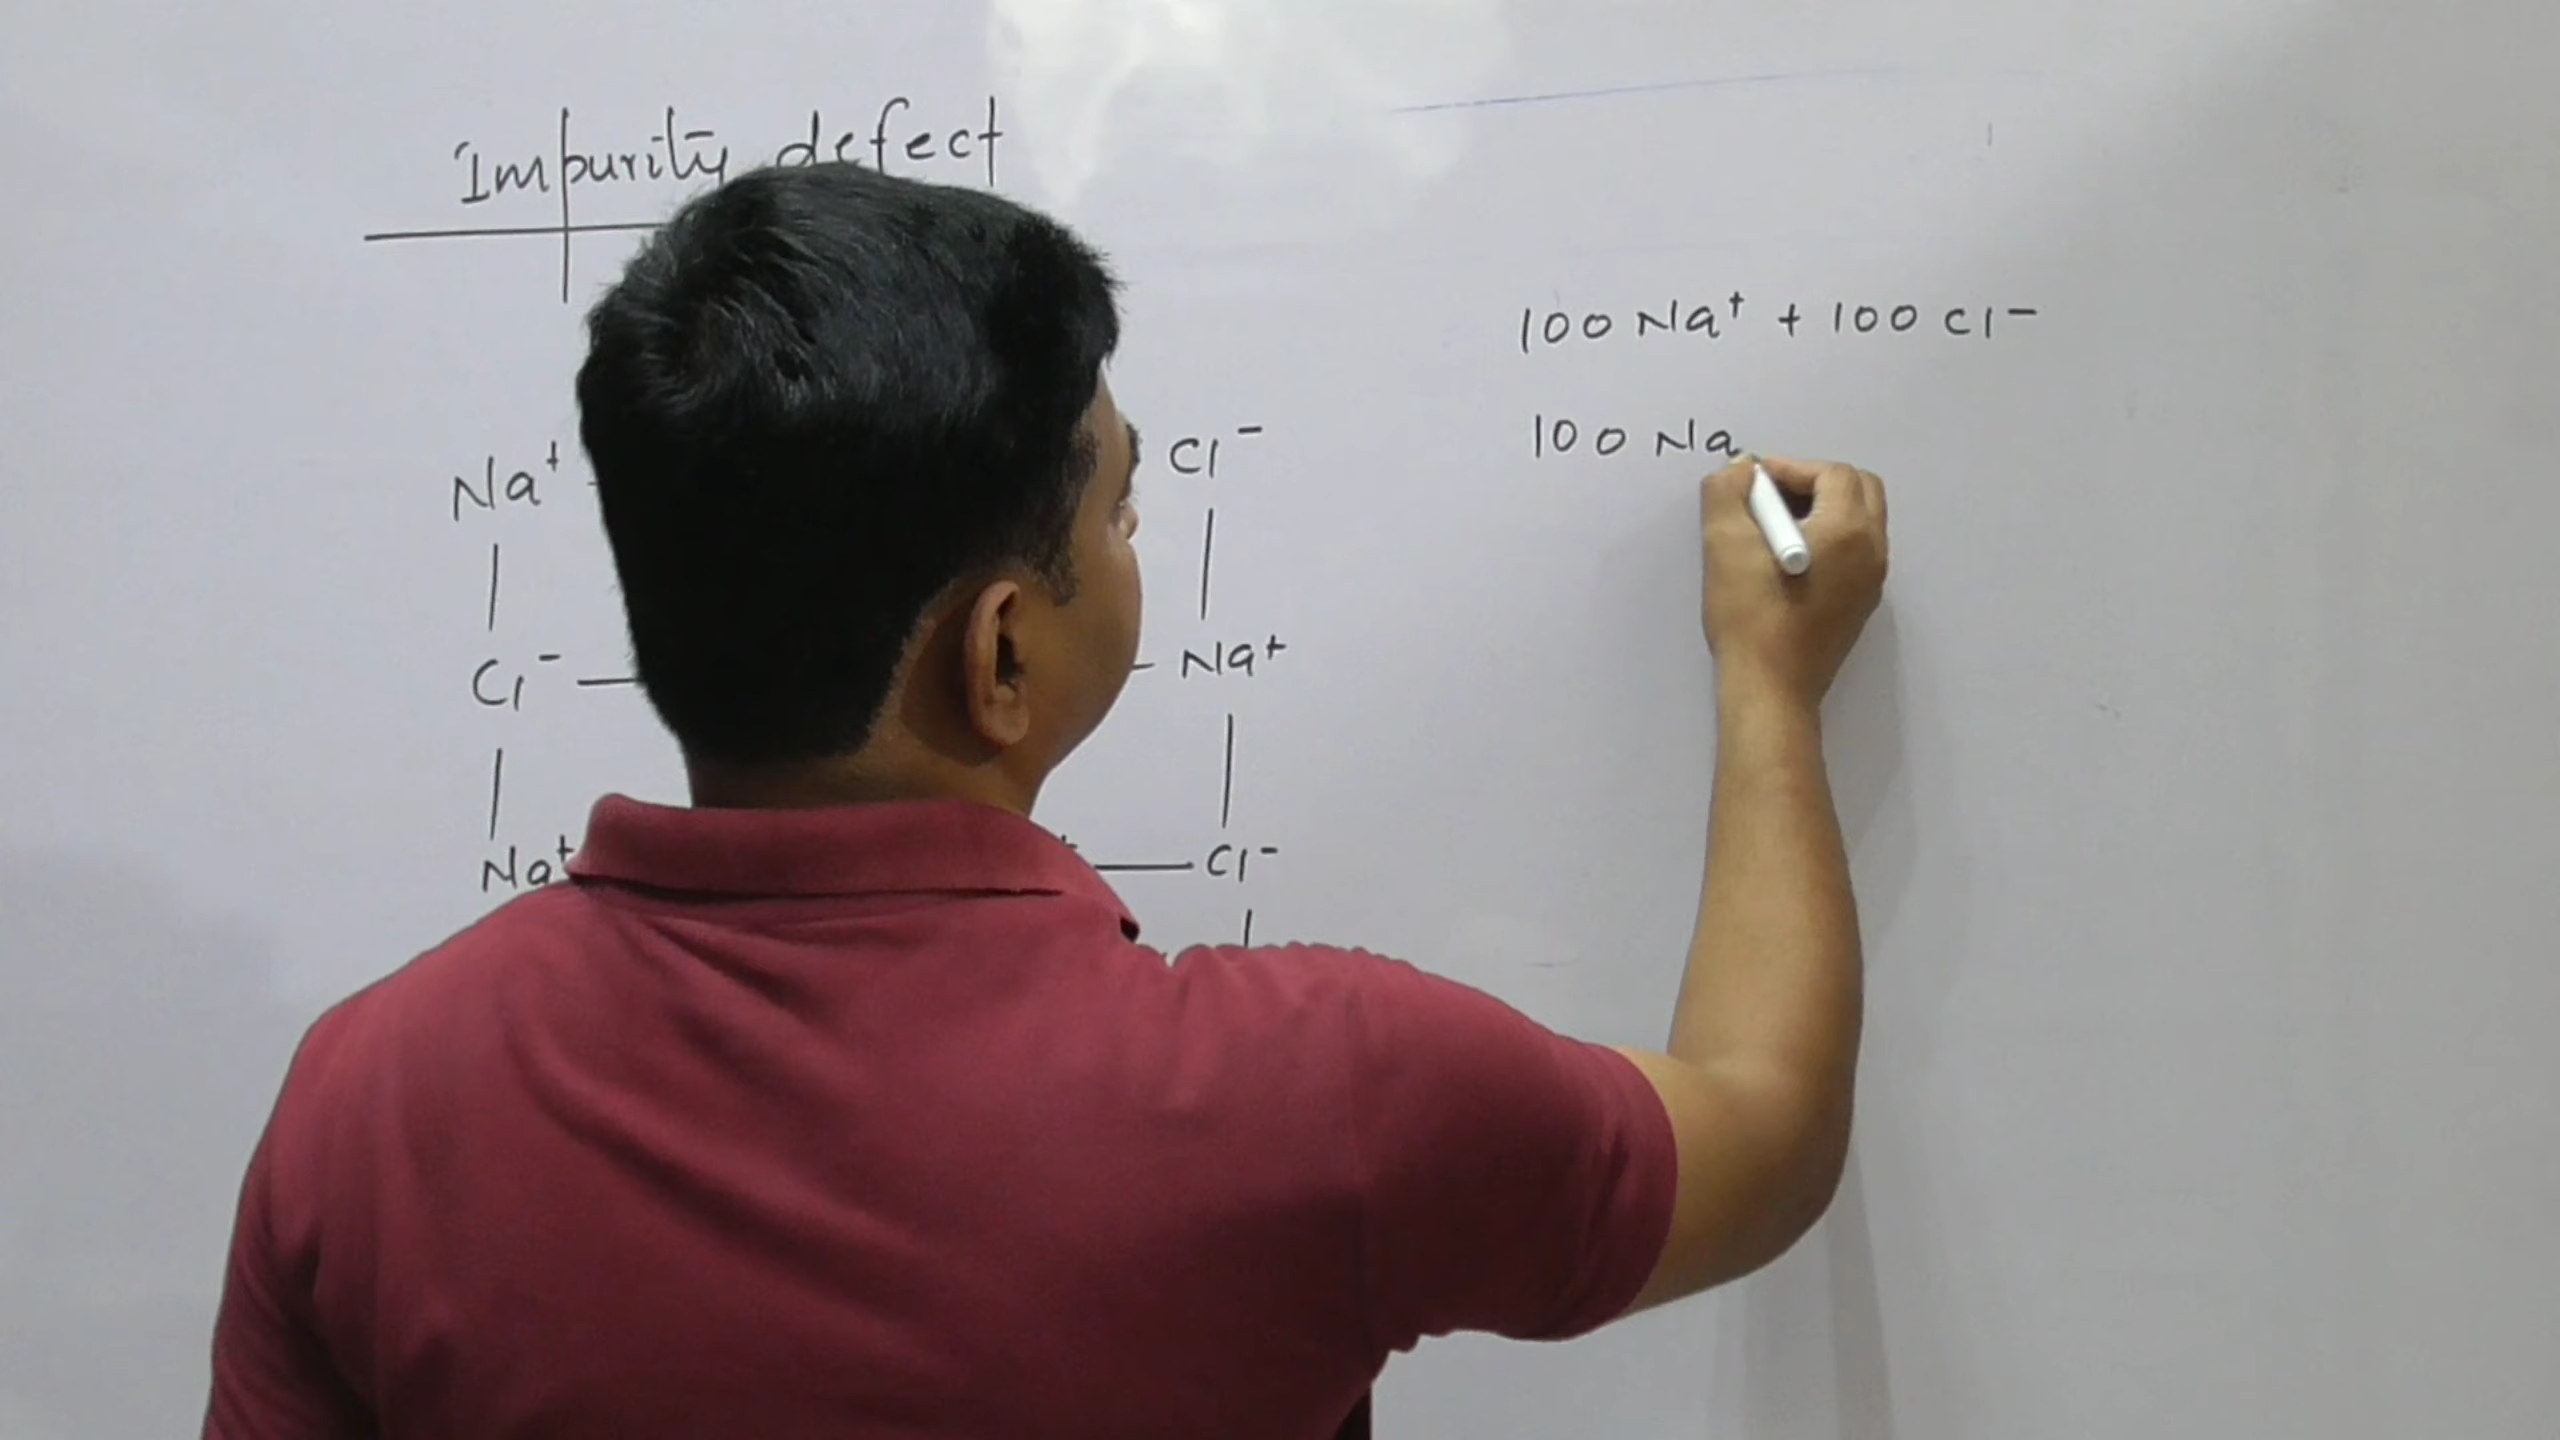 Impurity defect
100 Na⁺ + 100 Cl⁻
100 Na
Na⁺ Cl⁻
Cl⁻ Na⁺
Na⁺ Cl⁻